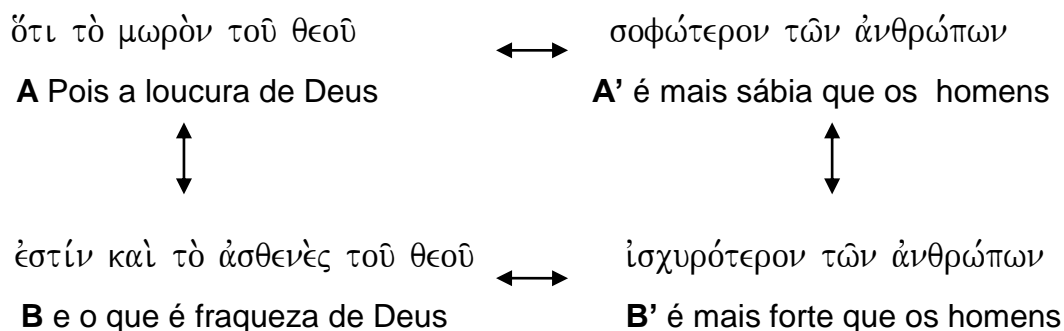 ὅτι τὸ μωρὸν τοῦ θεοῦ σοφώτερον τῶν ἀνθρώπων
A Pois a loucura de Deus A’ é mais sábia que os homens
ἐστίν καὶ τὸ ἀσθενὲς τοῦ θεοῦ ἰσχυρότερον τῶν ἀνθρώπων
B e o que é fraqueza de Deus B’ é mais forte que os homens